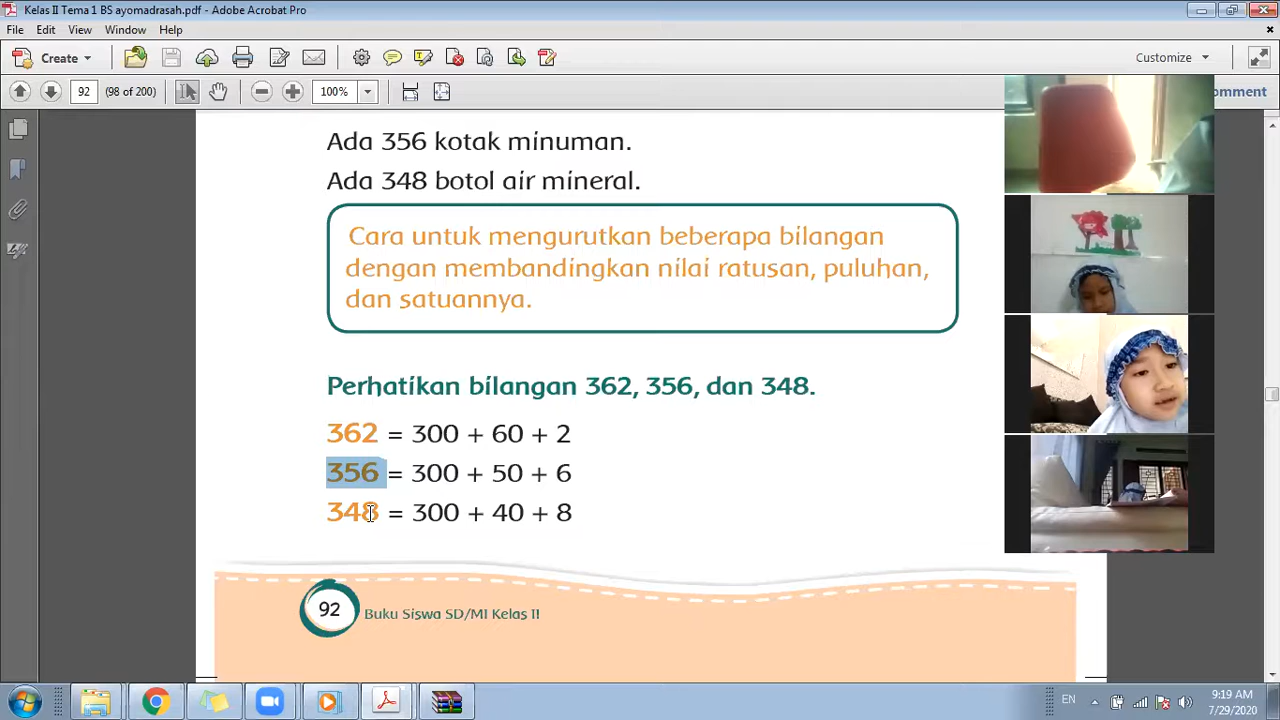 Kelas II Tema 1 BS ayomadrasah.pdf - Adobe Acrobat Pro
File Edit View Window Help
Create
Customize
92 (98 of 200) 100% omment
Ada 356 kotak minuman.
Ada 348 botol air mineral.
Cara untuk mengurutkan beberapa bilangan
dengan membandingkan nilai ratusan, puluhan,
dan satuannya.
Perhatikan bilangan 362, 356, dan 348.
362 = 300 + 60 + 2
356 = 300 + 50 + 6
348 = 300 + 40 + 8
92 Buku Siswa SD/MI Kelas II
EN 9:19 AM
7/29/2020